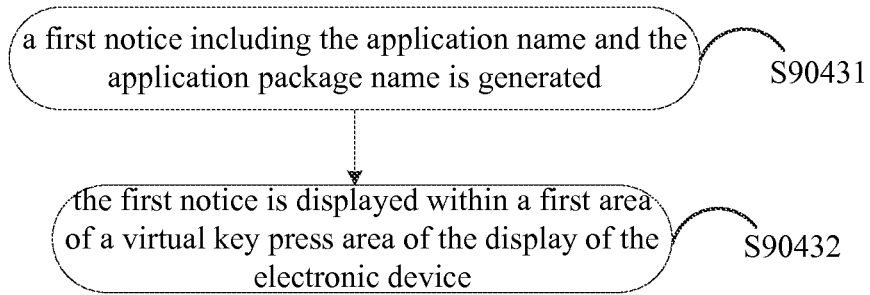 a first notice including the application name and the
application package name is generated
S90431
the first notice is displayed within a first area
of a virtual key press area of the display of the
electronic device
S90432